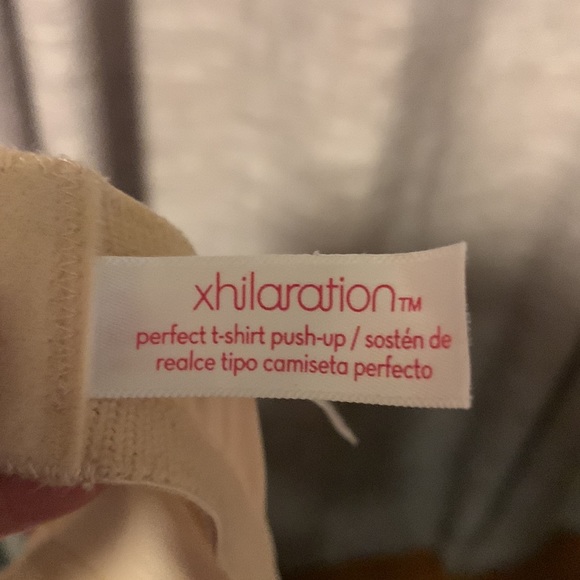 xhilaration™
perfect t-shirt push-up / sostén de
realce tipo camiseta perfecto